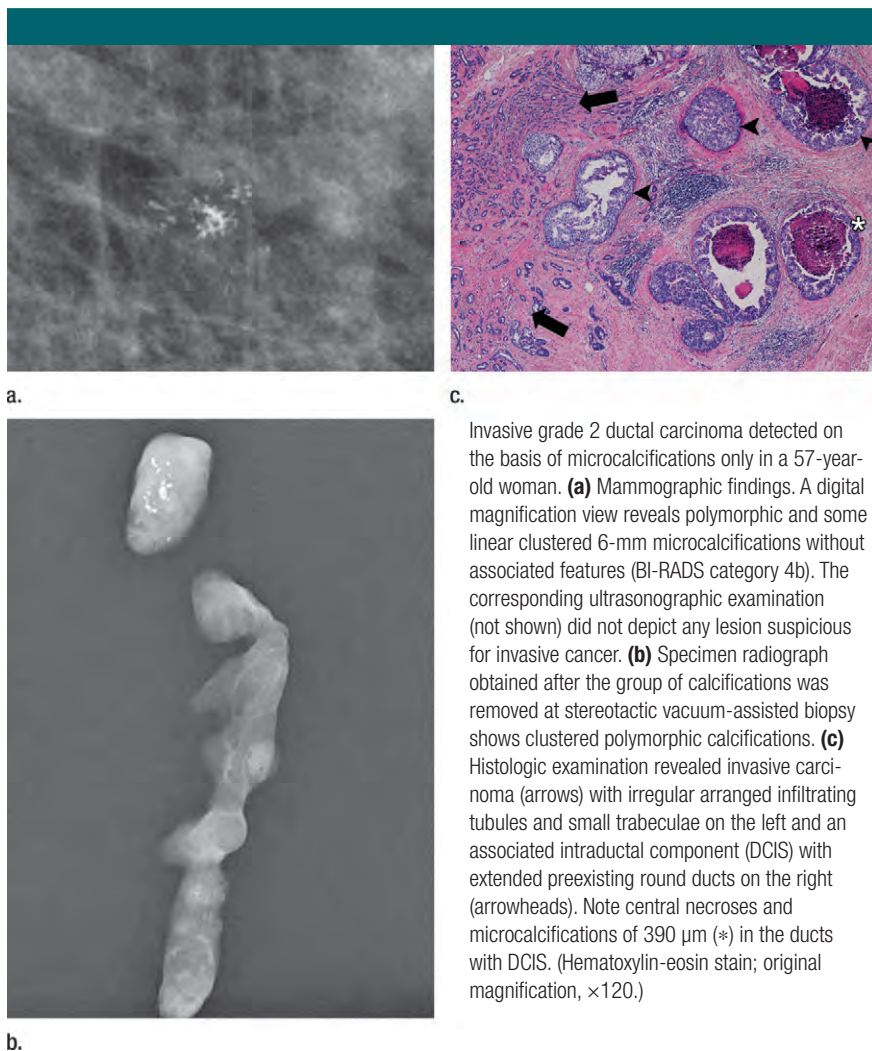 a.
c.
b.
Invasive grade 2 ductal carcinoma detected on
the basis of microcalcifications only in a 57-year-
old woman. (a) Mammographic findings. A digital
magnification view reveals polymorphic and some
linear clustered 6-mm microcalcifications without
associated features (BI-RADS category 4b). The
corresponding ultrasonographic examination
(not shown) did not depict any lesion suspicious
for invasive cancer. (b) Specimen radiograph
obtained after the group of calcifications was
removed at stereotactic vacuum-assisted biopsy
shows clustered polymorphic calcifications. (c)
Histologic examination revealed invasive carci-
noma (arrows) with irregular arranged infiltrating
tubules and small trabeculae on the left and an
associated intraductal component (DCIS) with
extended preexisting round ducts on the right
(arrowheads). Note central necroses and
microcalcifications of 390 μm (*) in the ducts
with DCIS. (Hematoxylin-eosin stain; original
magnification, ×120.)